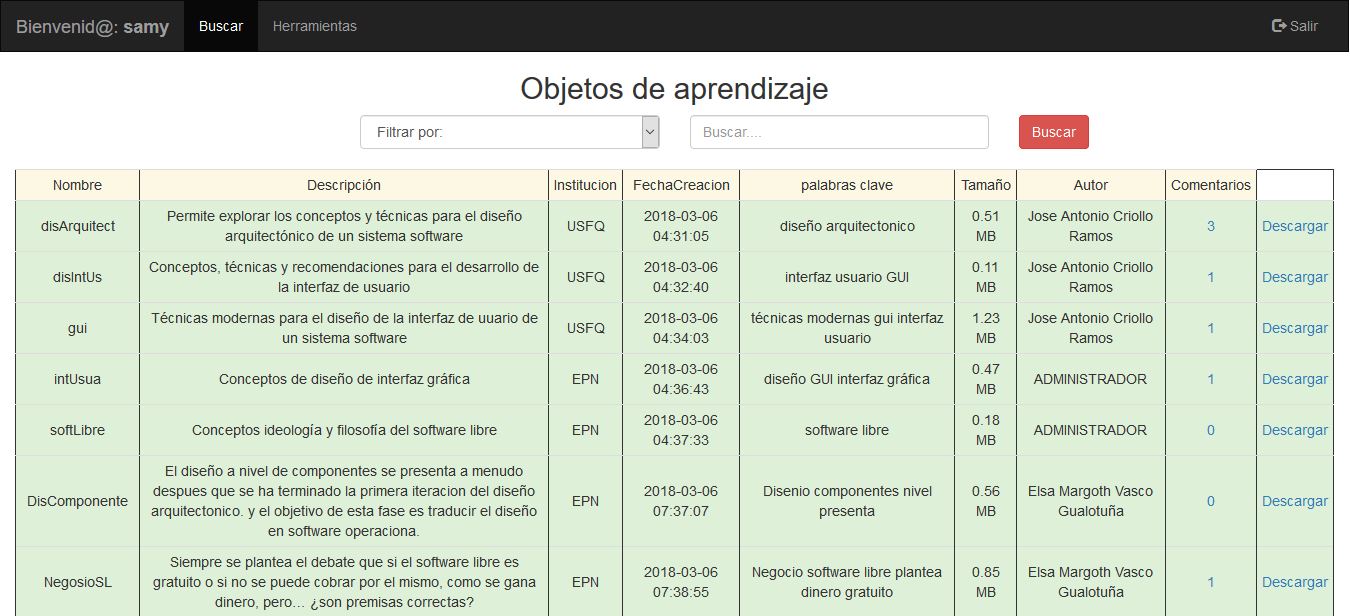 Bienvenid@: samy Buscar Herramientas Salir
Objetos de aprendizaje
Filtrar por: Buscar.... Buscar
Nombre Descripción Institucion FechaCreacion palabras clave Tamaño Autor Comentarios
disArquitect Permite explorar los conceptos y técnicas para el diseño arquitectónico de un sistema software USFQ 2018-03-06 04:31:05 diseño arquitectonico 0.51 MB Jose Antonio Criollo Ramos 3 Descargar
disIntUs Conceptos, técnicas y recomendaciones para el desarrollo de la interfaz de usuario USFQ 2018-03-06 04:32:40 interfaz usuario GUI 0.11 MB Jose Antonio Criollo Ramos 1 Descargar
gui Técnicas modernas para el diseño de la interfaz de uuario de un sistema software USFQ 2018-03-06 04:34:03 técnicas modernas gui interfaz usuario 1.23 MB Jose Antonio Criollo Ramos 1 Descargar
intUsua Conceptos de diseño de interfaz gráfica EPN 2018-03-06 04:36:43 diseño GUI interfaz gráfica 0.47 MB ADMINISTRADOR 1 Descargar
softLibre Conceptos ideología y filosofía del software libre EPN 2018-03-06 04:37:33 software libre 0.18 MB ADMINISTRADOR 0 Descargar
DisComponente El diseño a nivel de componentes se presenta a menudo despues que se ha terminado la primera iteracion del diseño arquitectonico. y el objetivo de esta fase es traducir el diseño en software operaciona. EPN 2018-03-06 07:37:07 Disenio componentes nivel presenta 0.56 MB Elsa Margoth Vasco Gualotuña 0 Descargar
NegosioSL Siempre se plantea el debate que si el software libre es gratuito o si no se puede cobrar por el mismo, como se gana dinero, pero… ¿son premisas correctas? EPN 2018-03-06 07:38:55 Negocio software libre plantea dinero gratuito 0.85 MB Elsa Margoth Vasco Gualotuña 1 Descargar